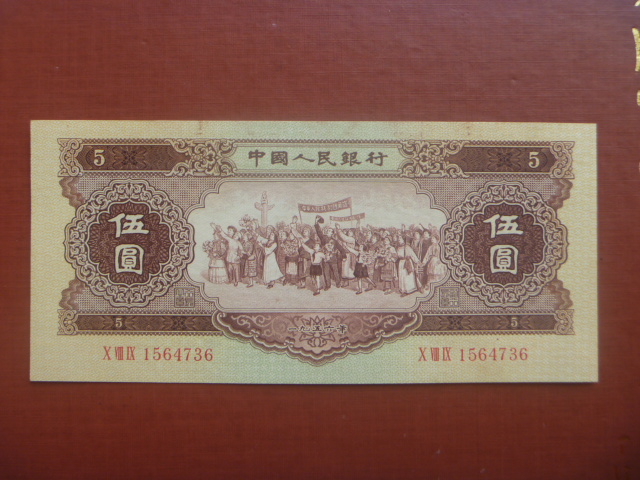 5 中國人民銀行 5
伍圓 伍圓
5 一九五六年 5
X VIII IX 1564736 X VIII IX 1564736